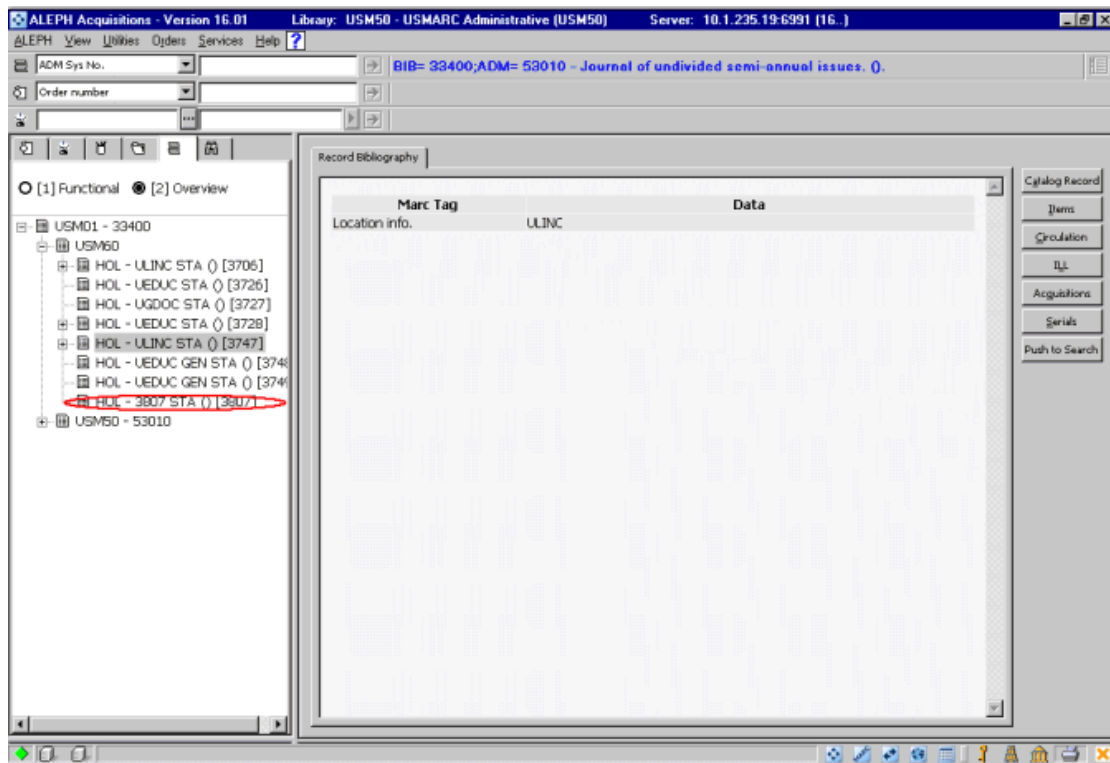 ALEPH Acquisitions - Version 16.01 Library: USM50 - USMARC Administrative (USM50) Server: 10.1.235.19:6991 (16..)
ALEPH View Utilities Orders Services Help ?
ADM Sys No. BIB= 33400;ADM= 53010 - Journal of undivided semi-annual issues. ().
Order number
...
Record Bibliography
[1] Functional [2] Overview
Marc Tag Data
Location info. ULINC
USM01 - 33400
USM60
HOL - ULINC STA () [3706]
HOL - UEDUC STA () [3726]
HOL - UGDOC STA () [3727]
HOL - UEDUC STA () [3728]
HOL - ULINC STA () [3747]
HOL - UEDUC GEN STA () [3748
HOL - UEDUC GEN STA () [3749
HOL - 3807 STA () [3807]
USM50 - 53010
Catalog Record
Items
Circulation
ILL
Acquisitions
Serials
Push to Search